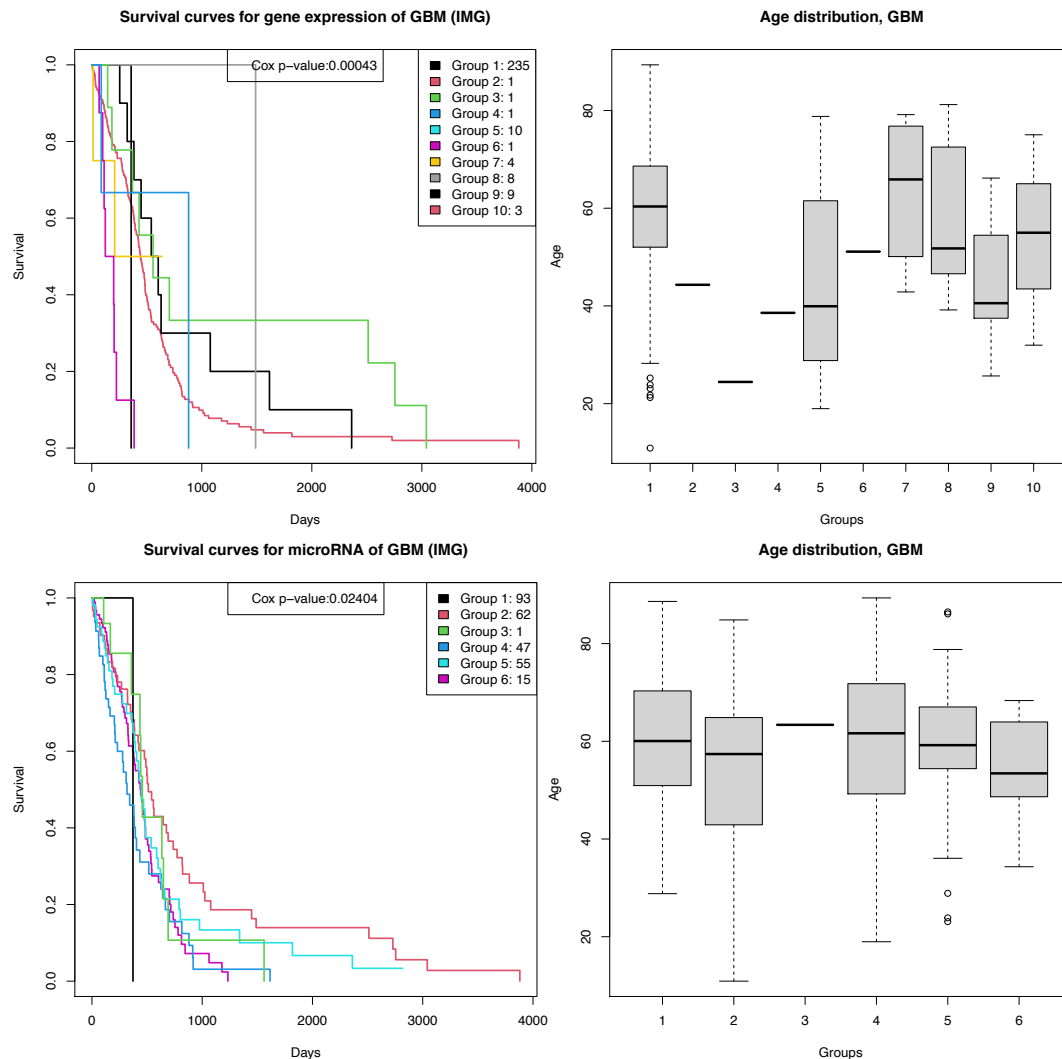 Survival curves for gene expression of GBM (IMG)
Cox p-value:0.00043
Group 1: 235
Group 2: 1
Group 3: 1
Group 4: 1
Group 5: 10
Group 6: 1
Group 7: 4
Group 8: 8
Group 9: 9
Group 10: 3
Survival
1.0
0.8
0.6
0.4
0.2
0.0
0 1000 2000 3000 4000
Days
Age distribution, GBM
Age
80
60
40
20
1 2 3 4 5 6 7 8 9 10
Groups
Survival curves for microRNA of GBM (IMG)
Cox p-value:0.02404
Group 1: 93
Group 2: 62
Group 3: 1
Group 4: 47
Group 5: 55
Group 6: 15
Survival
1.0
0.8
0.6
0.4
0.2
0.0
0 1000 2000 3000 4000
Days
Age distribution, GBM
Age
80
60
40
20
1 2 3 4 5 6
Groups